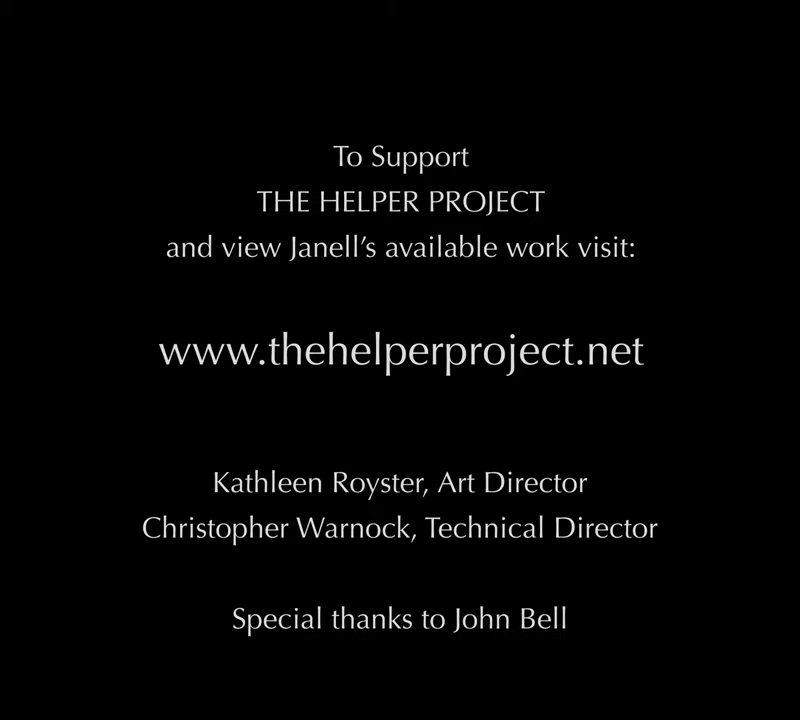 To Support
THE HELPER PROJECT
and view Janell’s available work visit:
www.thehelperproject.net
Kathleen Royster, Art Director
Christopher Warnock, Technical Director
Special thanks to John Bell